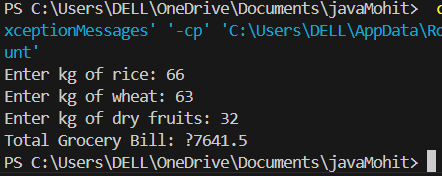 PS C:\Users\DELL\OneDrive\Documents\javaMohit>
xceptionMessages' '-cp' 'C:\Users\DELL\AppData\Ro
unt'
Enter kg of rice: 66
Enter kg of wheat: 63
Enter kg of dry fruits: 32
Total Grocery Bill: ?7641.5
PS C:\Users\DELL\OneDrive\Documents\javaMohit>